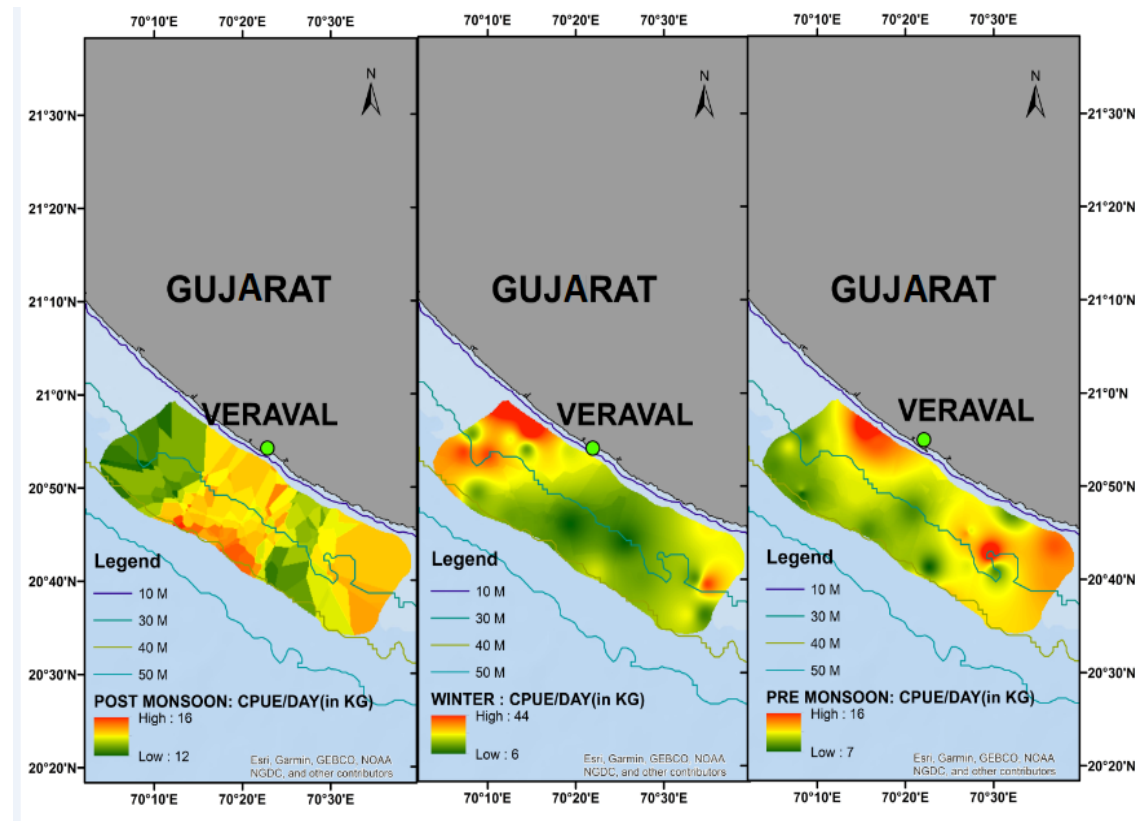 70°10'E 70°20'E 70°30'E 70°10'E 70°20'E 70°30'E 70°10'E 70°20'E 70°30'E
N N N
21°30'N 21°30'N
21°20'N 21°20'N
21°10'N 21°10'N
21°0'N 21°0'N
20°50'N 20°50'N
20°40'N 20°40'N
20°30'N 20°30'N
20°20'N 20°20'N
GUJARAT
VERAVAL
Legend
10 M
30 M
40 M
50 M
POST MONSOON: CPUE/DAY(in KG)
High : 16
Low : 12
Esri, Garmin, GEBCO, NOAA
NGDC, and other contributors
GUJARAT
VERAVAL
Legend
10 M
30 M
40 M
50 M
WINTER : CPUE/DAY(in KG)
High : 44
Low : 6
Esri, Garmin, GEBCO, NOAA
NGDC, and other contributors
GUJARAT
VERAVAL
Legend
10 M
30 M
40 M
50 M
PRE MONSOON: CPUE/DAY(in KG)
High : 16
Low : 7
Esri, Garmin, GEBCO, NOAA
NGDC, and other contributors
70°10'E 70°20'E 70°30'E 70°10'E 70°20'E 70°30'E 70°10'E 70°20'E 70°30'E